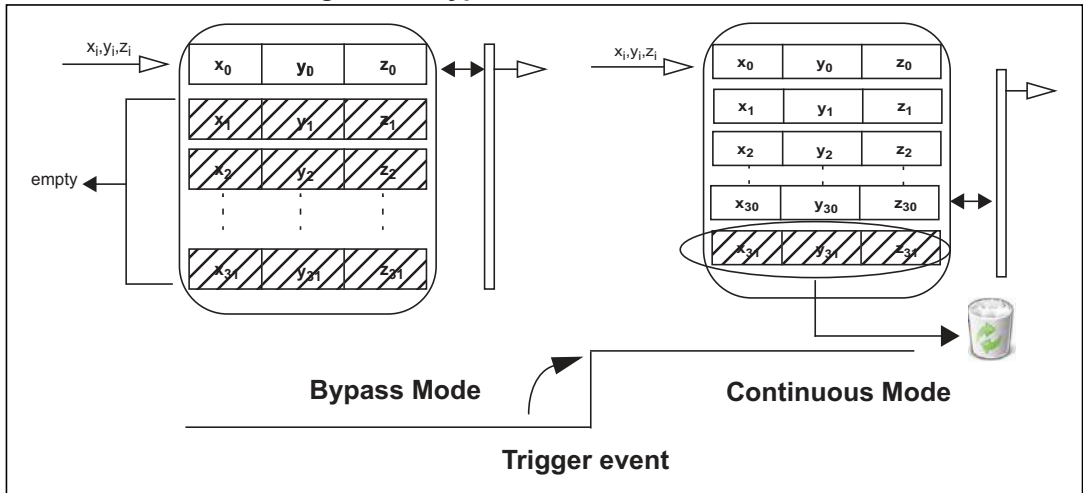 xᵢ,yᵢ,zᵢ
x₀ y₀ z₀
x₁ y₁ z₁
x₂ y₂ z₂
x₃₁ y₃₁ z₃₁
empty
xᵢ,yᵢ,zᵢ
x₀ y₀ z₀
x₁ y₁ z₁
x₂ y₂ z₂
x₃₀ y₃₀ z₃₀
x₃₁ y₃₁ z₃₁
Bypass Mode
Continuous Mode
Trigger event